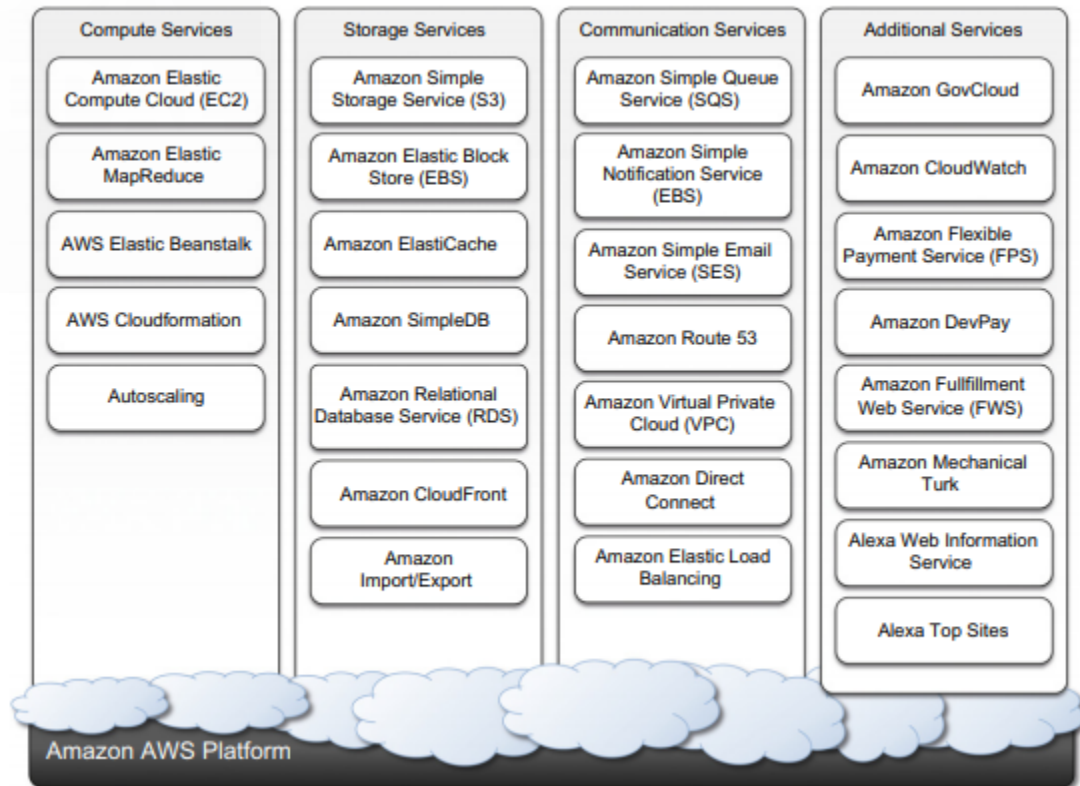 Compute Services
Amazon Elastic
Compute Cloud (EC2)
Amazon Elastic
MapReduce
AWS Elastic Beanstalk
AWS Cloudformation
Autoscaling
Storage Services
Amazon Simple
Storage Service (S3)
Amazon Elastic Block
Store (EBS)
Amazon ElastiCache
Amazon SimpleDB
Amazon Relational
Database Service (RDS)
Amazon CloudFront
Amazon
Import/Export
Communication Services
Amazon Simple Queue
Service (SQS)
Amazon Simple
Notification Service
(EBS)
Amazon Simple Email
Service (SES)
Amazon Route 53
Amazon Virtual Private
Cloud (VPC)
Amazon Direct
Connect
Amazon Elastic Load
Balancing
Additional Services
Amazon GovCloud
Amazon CloudWatch
Amazon Flexible
Payment Service (FPS)
Amazon DevPay
Amazon Fullfillment
Web Service (FWS)
Amazon Mechanical
Turk
Alexa Web Information
Service
Alexa Top Sites
Amazon AWS Platform